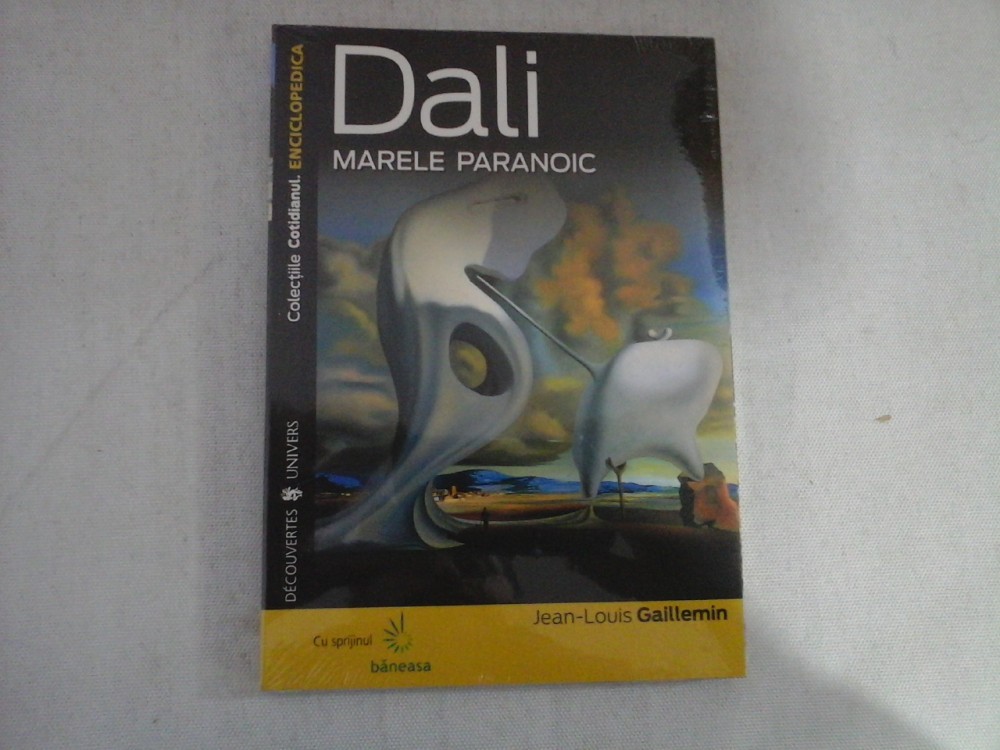 Dali
MARELE PARANOIC
Colecțiile Cotidianul. ENCICLOPEDICA
DÉCOUVERTES UNIVERS
Jean-Louis Gaillemin
Cu sprijinul
băneasa